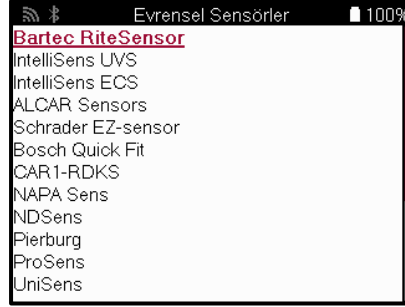 Evrensel Sensörler 100%
Bartec RiteSensor
IntelliSens UVS
IntelliSens ECS
ALCAR Sensors
Schrader EZ-sensor
Bosch Quick Fit
CAR1-RDKS
NAPA Sens
NDSens
Pierburg
ProSens
UniSens